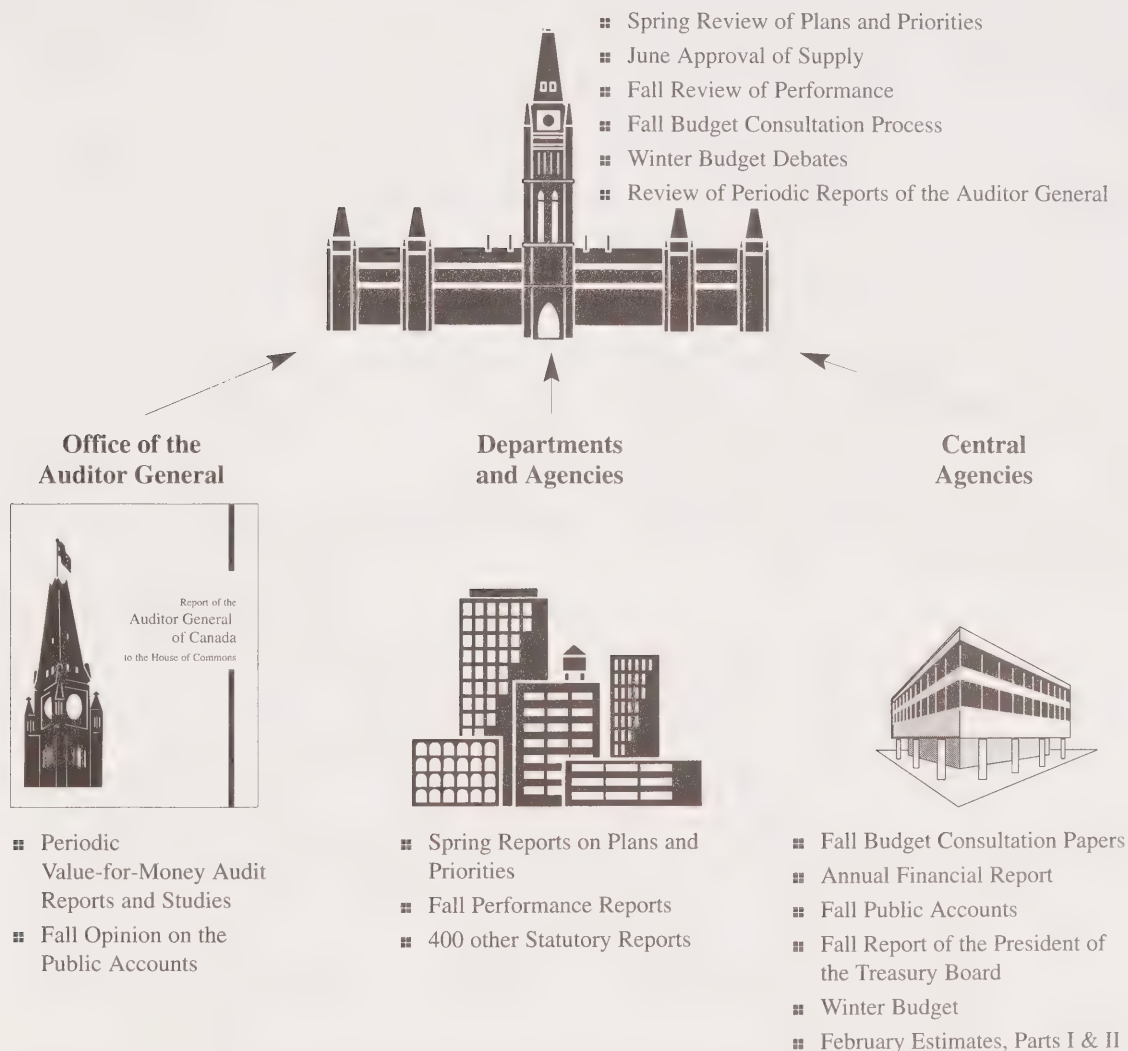 ⁘ Spring Review of Plans and Priorities
⁘ June Approval of Supply
⁘ Fall Review of Performance
⁘ Fall Budget Consultation Process
⁘ Winter Budget Debates
⁘ Review of Periodic Reports of the Auditor General
Office of the
Auditor General
Report of the
Auditor General
of Canada
to the House of Commons
⁘ Periodic
Value-for-Money Audit
Reports and Studies
⁘ Fall Opinion on the
Public Accounts
Departments
and Agencies
⁘ Spring Reports on Plans and
Priorities
⁘ Fall Performance Reports
⁘ 400 other Statutory Reports
Central
Agencies
⁘ Fall Budget Consultation Papers
⁘ Annual Financial Report
⁘ Fall Public Accounts
⁘ Fall Report of the President of
the Treasury Board
⁘ Winter Budget
⁘ February Estimates, Parts I & II